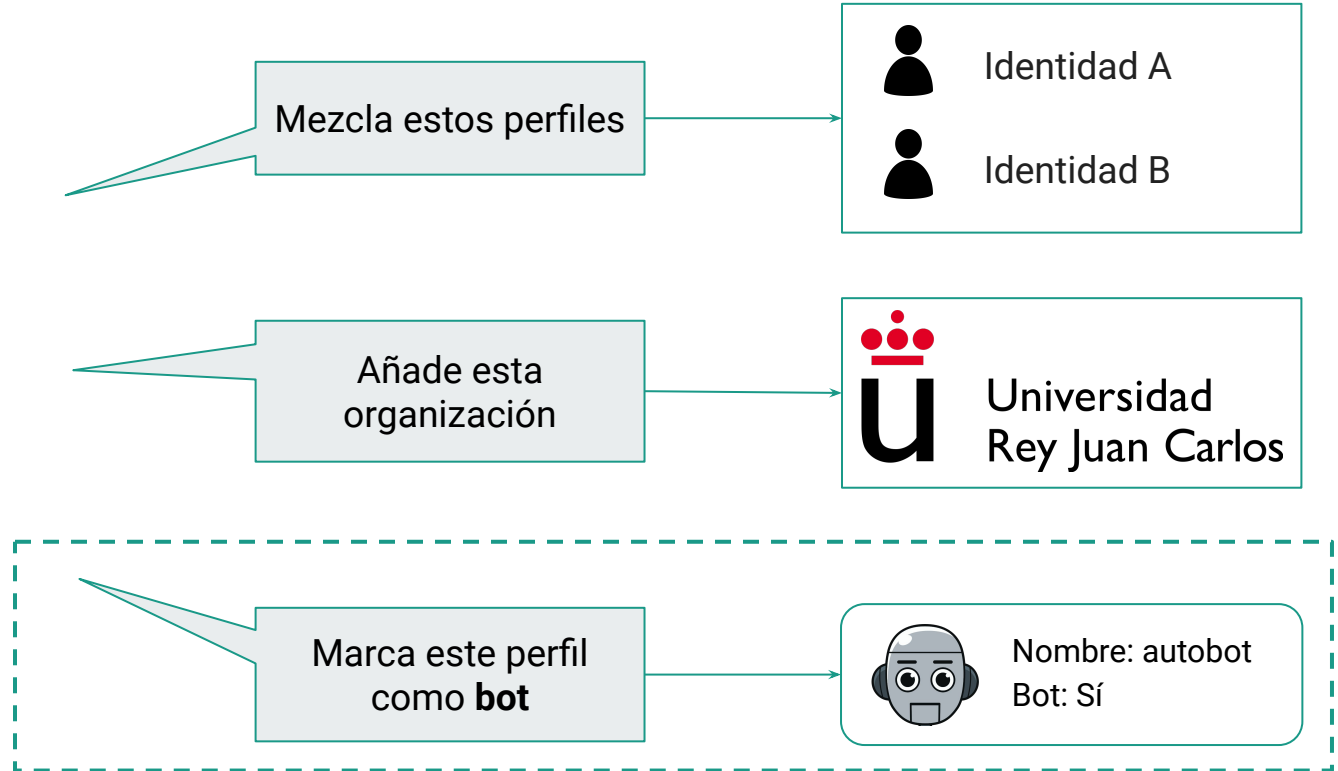 Mezcla estos perfiles
Identidad A
Identidad B
Añade esta
organización
u
Universidad
Rey Juan Carlos
Marca este perfil
como bot
Nombre: autobot
Bot: Sí